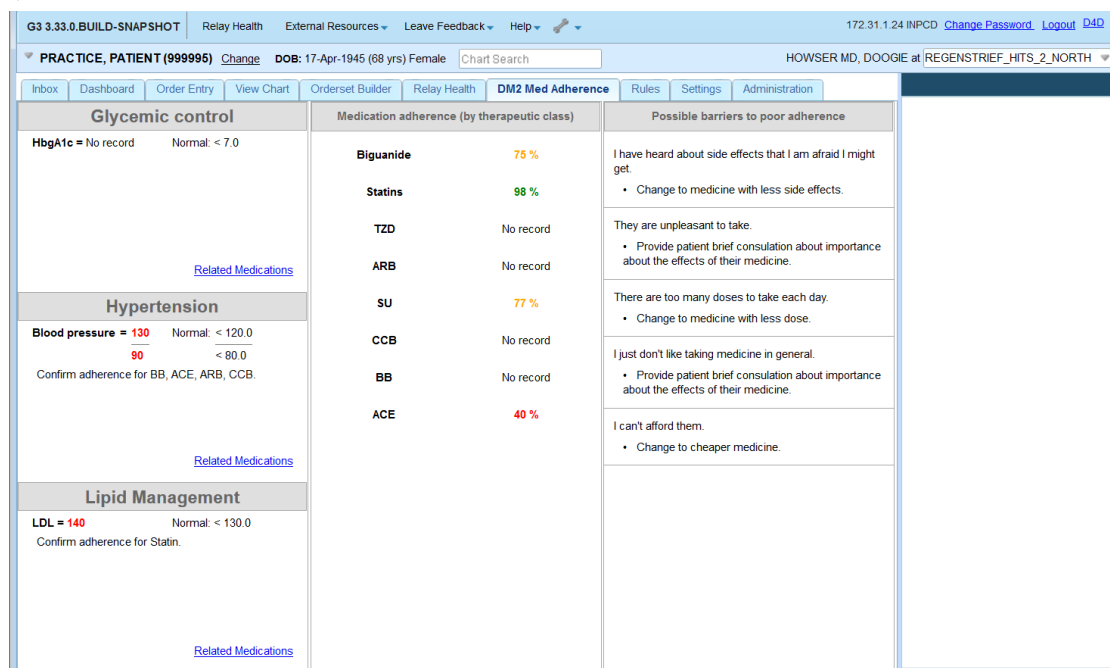 G3 3.33.0.BUILD-SNAPSHOT Relay Health External Resources Leave Feedback Help 172.31.1.24 INPCD Change Password Logout D4D
PRACTICE, PATIENT (999995) Change DOB: 17-Apr-1945 (68 yrs) Female Chart Search HOWSER MD, DOOGIE at REGENSTRIEF_HITS_2_NORTH
Inbox Dashboard Order Entry View Chart Orderset Builder Relay Health DM2 Med Adherence Rules Settings Administration
Glycemic control
HbgA1c = No record Normal: < 7.0
Related Medications
Hypertension
Blood pressure = 130 Normal: < 120.0
90 < 80.0
Confirm adherence for BB, ACE, ARB, CCB.
Related Medications
Lipid Management
LDL = 140 Normal: < 130.0
Confirm adherence for Statin.
Related Medications
Medication adherence (by therapeutic class)
Biguanide 75 %
Statins 98 %
TZD No record
ARB No record
SU 77 %
CCB No record
BB No record
ACE 40 %
Possible barriers to poor adherence
I have heard about side effects that I am afraid I might
get.
• Change to medicine with less side effects.
They are unpleasant to take.
• Provide patient brief consulation about importance
about the effects of their medicine.
There are too many doses to take each day.
• Change to medicine with less dose.
I just don't like taking medicine in general.
• Provide patient brief consulation about importance
about the effects of their medicine.
I can't afford them.
• Change to cheaper medicine.